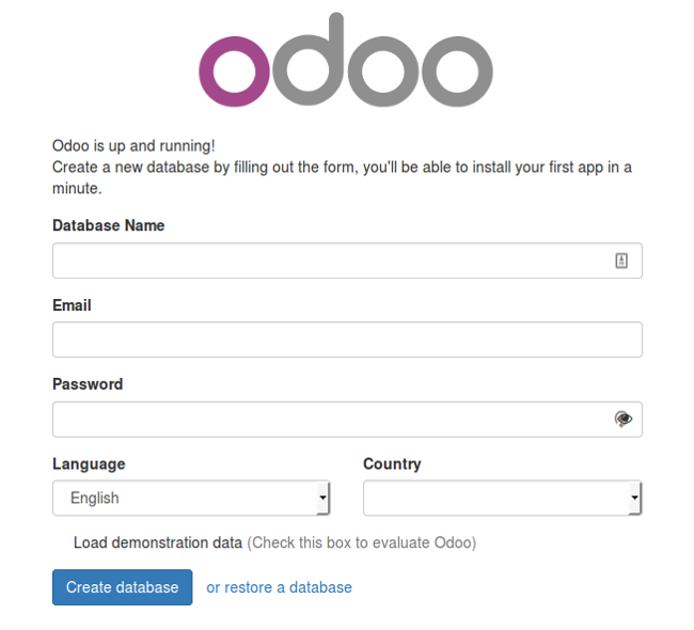 odoo
Odoo is up and running!
Create a new database by filling out the form, you'll be able to install your first app in a
minute.
Database Name
Email
Password
Language Country
English
Load demonstration data (Check this box to evaluate Odoo)
Create database or restore a database